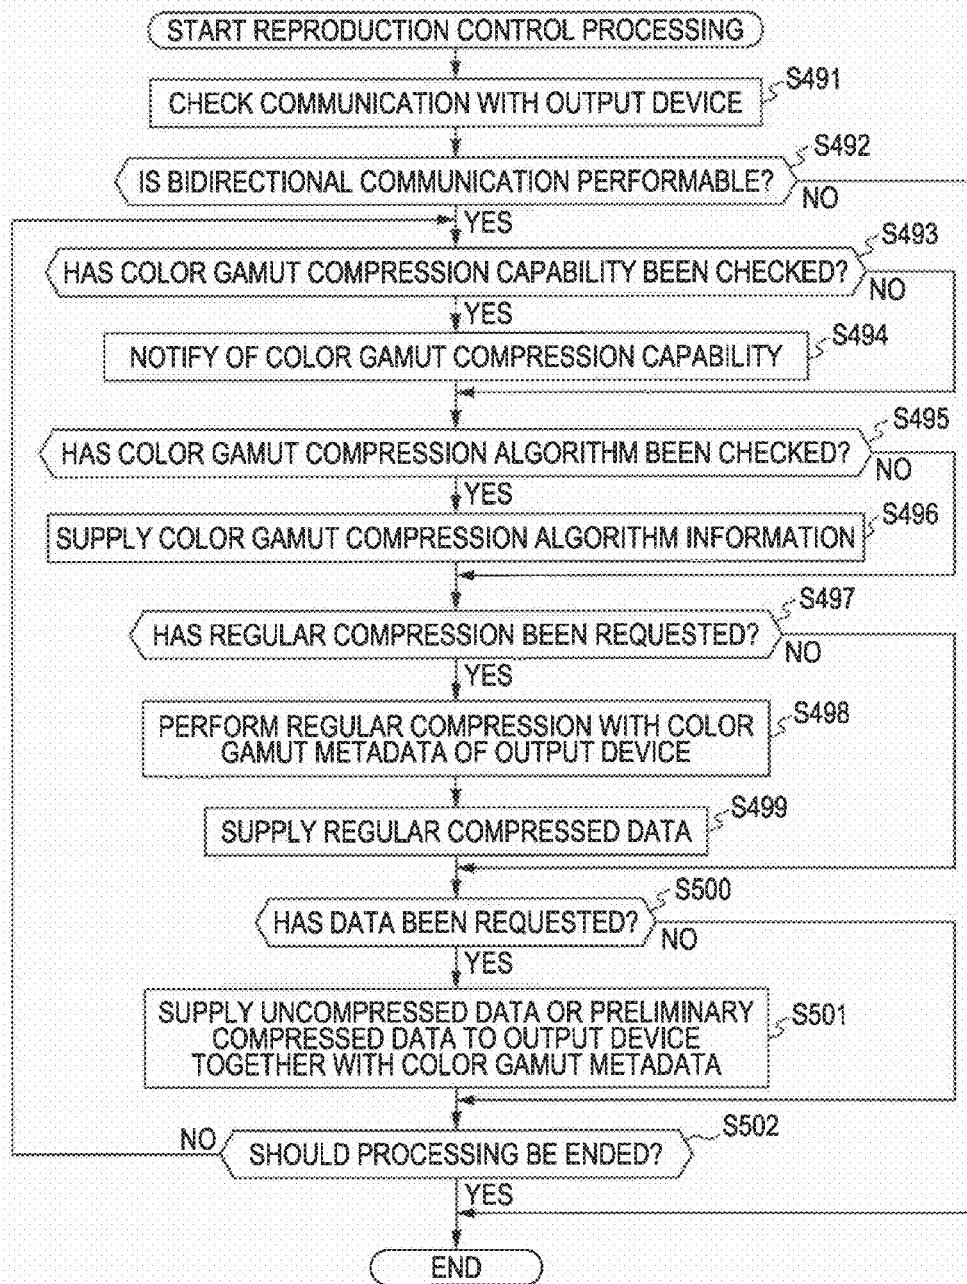 START REPRODUCTION CONTROL PROCESSING
S491
CHECK COMMUNICATION WITH OUTPUT DEVICE
S492
IS BIDIRECTIONAL COMMUNICATION PERFORMABLE?
NO
YES
S493
HAS COLOR GAMUT COMPRESSION CAPABILITY BEEN CHECKED?
NO
YES
S494
NOTIFY OF COLOR GAMUT COMPRESSION CAPABILITY
S495
HAS COLOR GAMUT COMPRESSION ALGORITHM BEEN CHECKED?
NO
YES
S496
SUPPLY COLOR GAMUT COMPRESSION ALGORITHM INFORMATION
S497
HAS REGULAR COMPRESSION BEEN REQUESTED?
NO
YES
S498
PERFORM REGULAR COMPRESSION WITH COLOR
GAMUT METADATA OF OUTPUT DEVICE
S499
SUPPLY REGULAR COMPRESSED DATA
S500
HAS DATA BEEN REQUESTED?
NO
YES
SUPPLY UNCOMPRESSED DATA OR PRELIMINARY
COMPRESSED DATA TO OUTPUT DEVICE
TOGETHER WITH COLOR GAMUT METADATA
S501
NO
S502
SHOULD PROCESSING BE ENDED?
YES
END